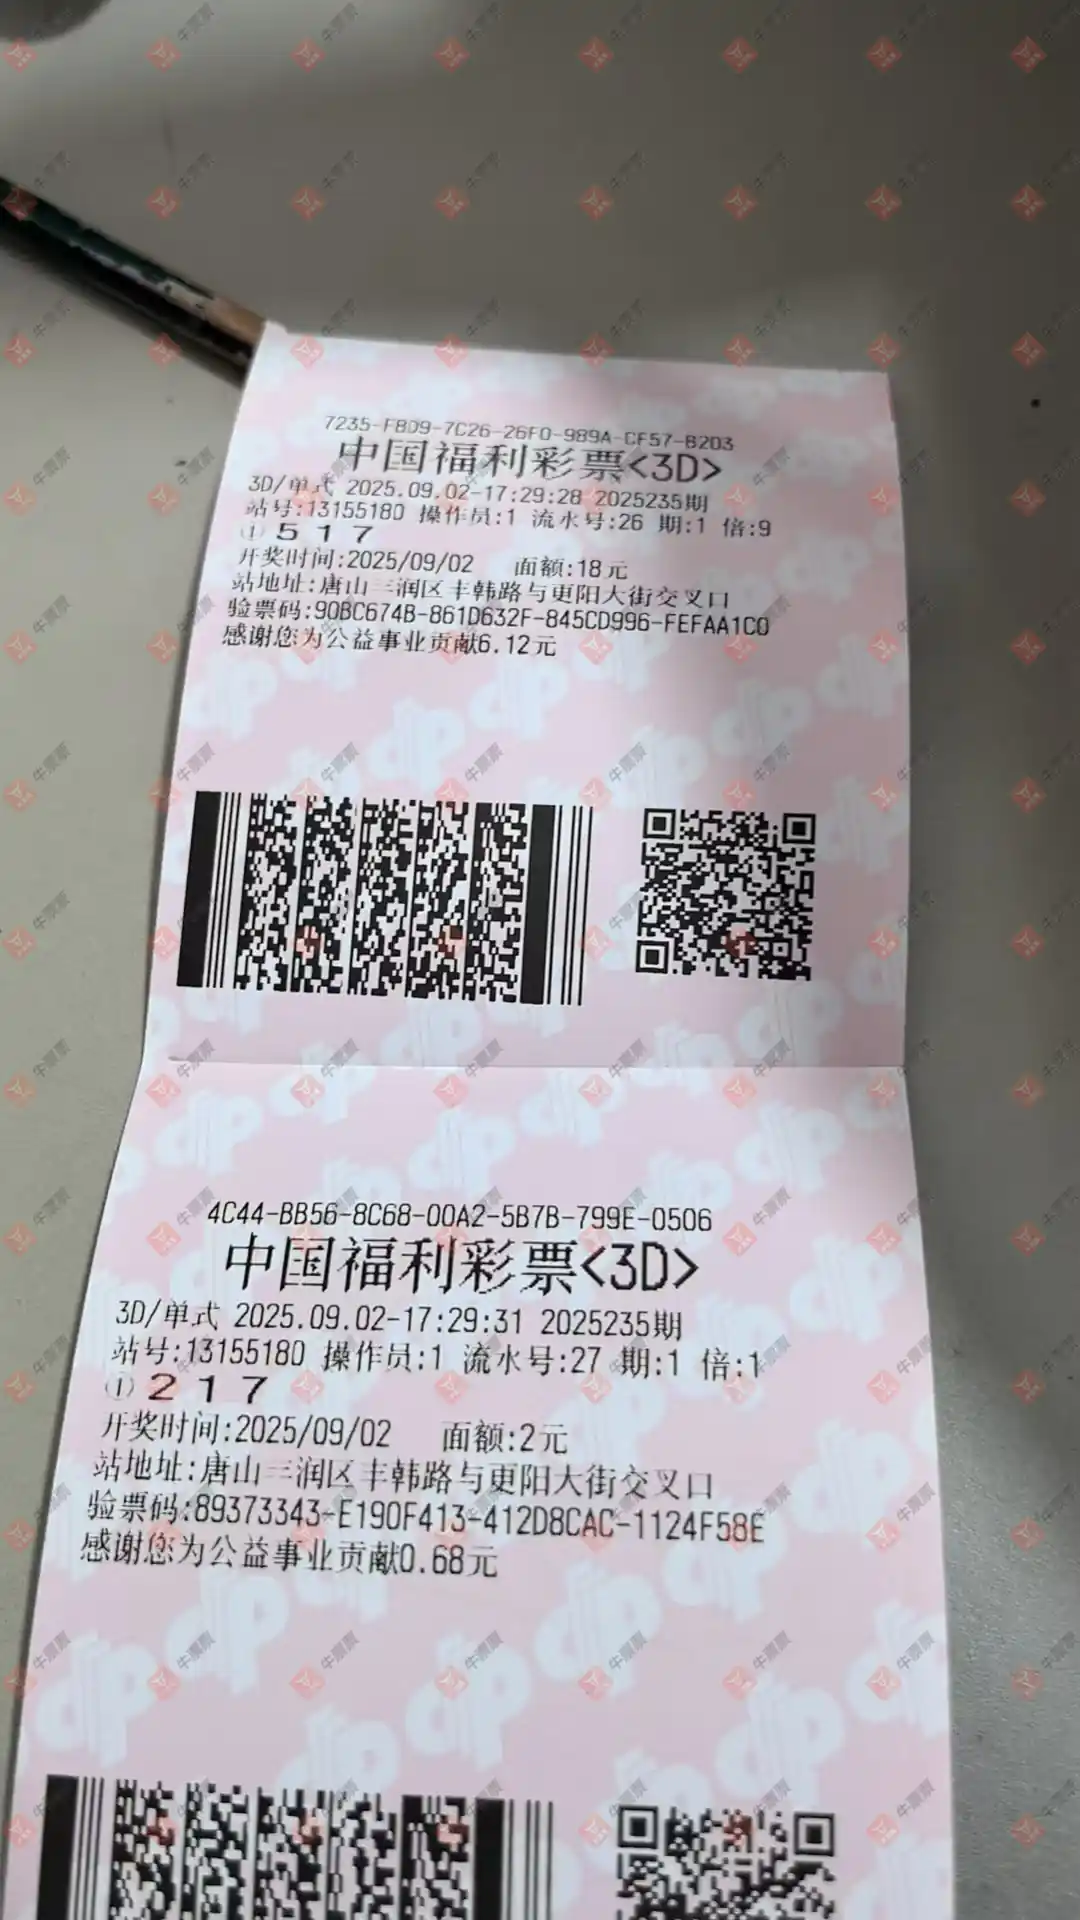 7235-FBD9-7C26-26F0-989A-CF57-B203
中国福利彩票<3D>
3D/单式 2025.09.02-17:29:28 2025235期
站号:13155180 操作员:1 流水号:26 期:1 倍:9
① 5 1 7
开奖时间:2025/09/02 面额:18元
站地址:唐山三润区丰韩路与更阳大街交叉口
验票码:90BC674B-861D632F-845CD996-FEFAA1C0
感谢您为公益事业贡献6.12元
4C44-BB56-8C68-00A2-5B7B-799E-0506
中国福利彩票<3D>
3D/单式 2025.09.02-17:29:31 2025235期
站号:13155180 操作员:1 流水号:27 期:1 倍:1
① 2 1 7
开奖时间:2025/09/02 面额:2元
站地址:唐山三润区丰韩路与更阳大街交叉口
验票码:89373343-E190F413-412D8CAC-1124F58E
感谢您为公益事业贡献0.68元
牛票票